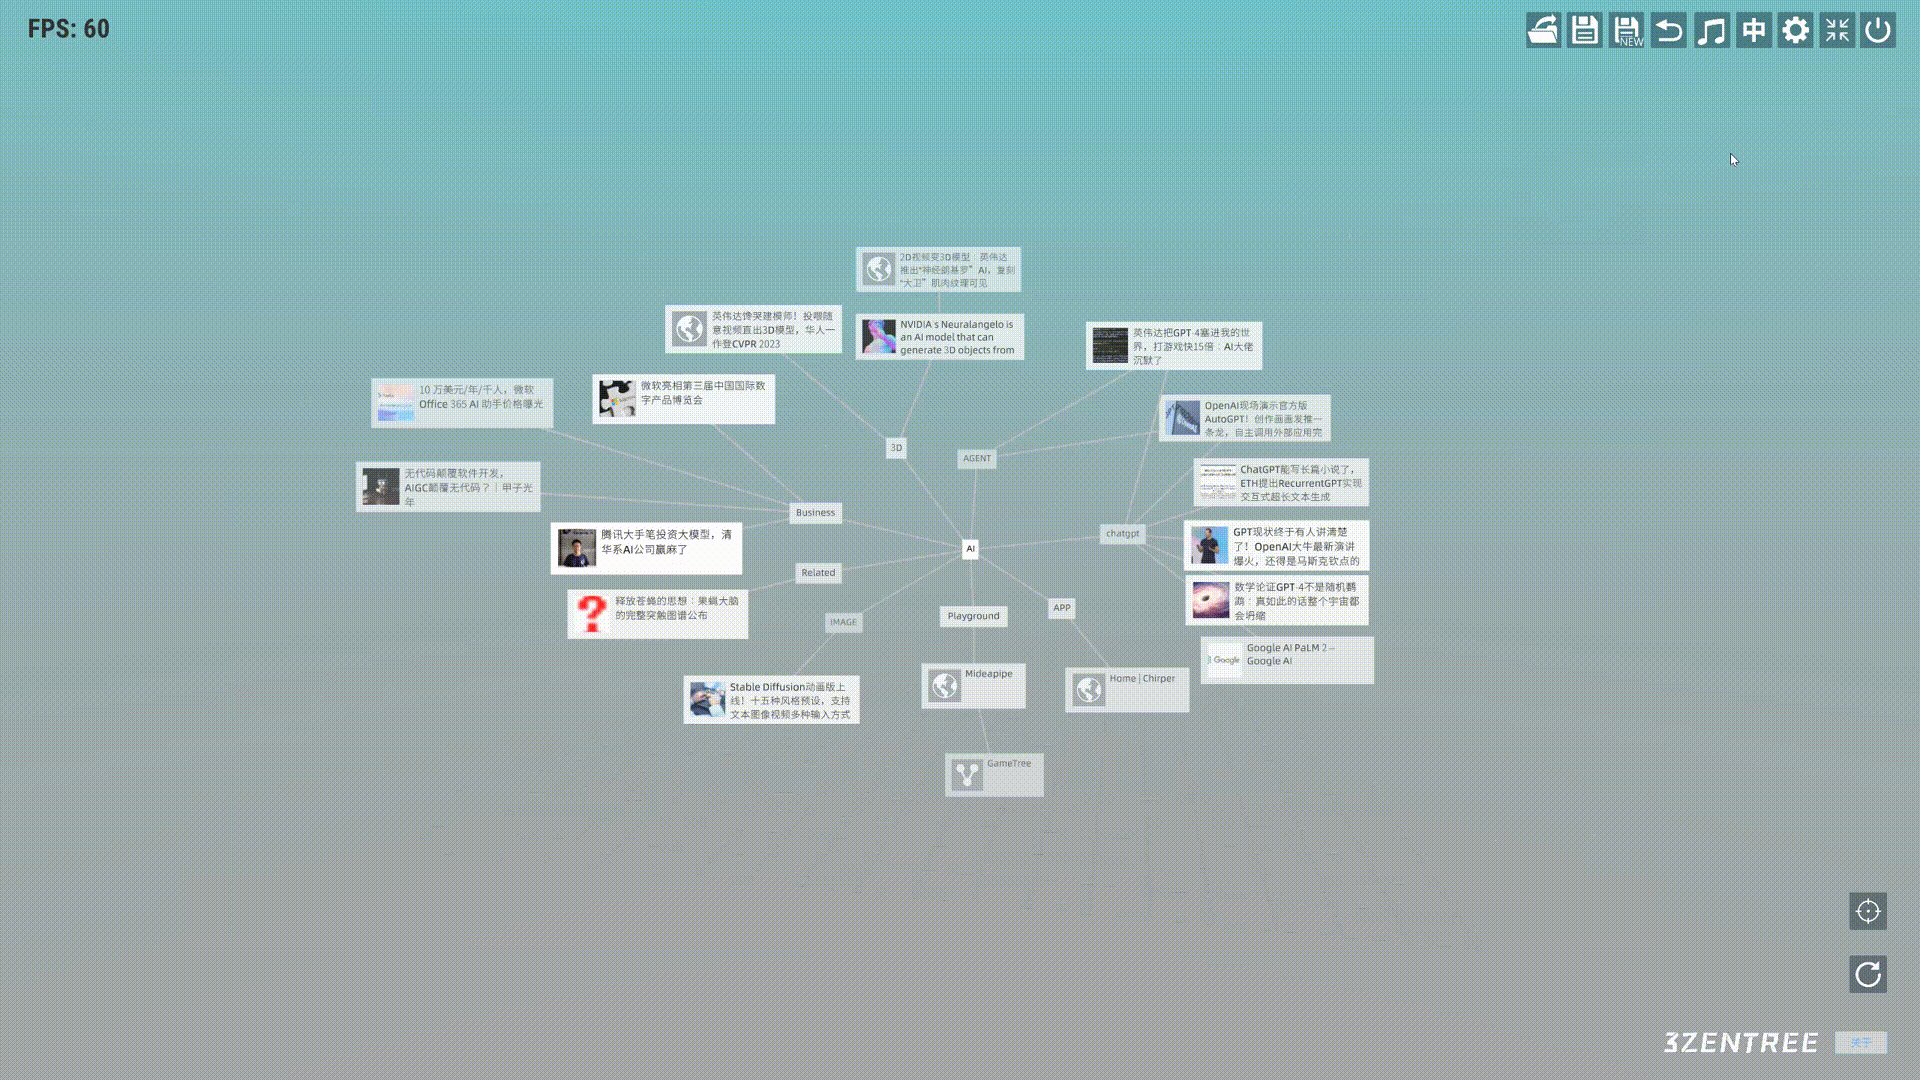 FPS: 60
NEW
中
2D视频变3D模型：英伟达
推出“神经朗基罗”AI，复刻
“大卫”肌肉纹理可见
英伟达馋哭建模师！投喂随
意视频直出3D模型，华人一
作登CVPR 2023
NVIDIA's Neuralangelo is
an AI model that can
generate 3D objects from
英伟达把GPT-4塞进我的世
界，打游戏快15倍：AI大佬
沉默了
10 万美元/年/千人，微软
Office 365 AI 助手价格曝光
微软亮相第三届中国国际数
字产品博览会
OpenAI现场演示官方版
AutoGPT！创作画画发推一
条龙，自主调用外部应用完
3D
AGENT
无代码颠覆软件开发，
AIGC颠覆无代码？｜甲子光
年
ChatGPT能写长篇小说了，
ETH提出RecurrentGPT实现
交互式超长文本生成
Business
腾讯大手笔投资大模型，清
华系AI公司赢麻了
AI
chatgpt
GPT现状终于有人讲清楚
了！OpenAI大牛最新演讲
爆火，还得是马斯克钦点的
Related
释放苍蝇的思想：果蝇大脑
的完整突触图谱公布
数学论证GPT-4不是随机鹦
鹉：真如此的话整个宇宙都
会坍缩
IMAGE
Playground
APP
Google AI PaLM 2 –
Google AI
Google
Stable Diffusion动画版上
线！十五种风格预设，支持
文本图像视频多种输入方式
Mideapipe
Home | Chirper
GameTree
3ZENTREE
关于